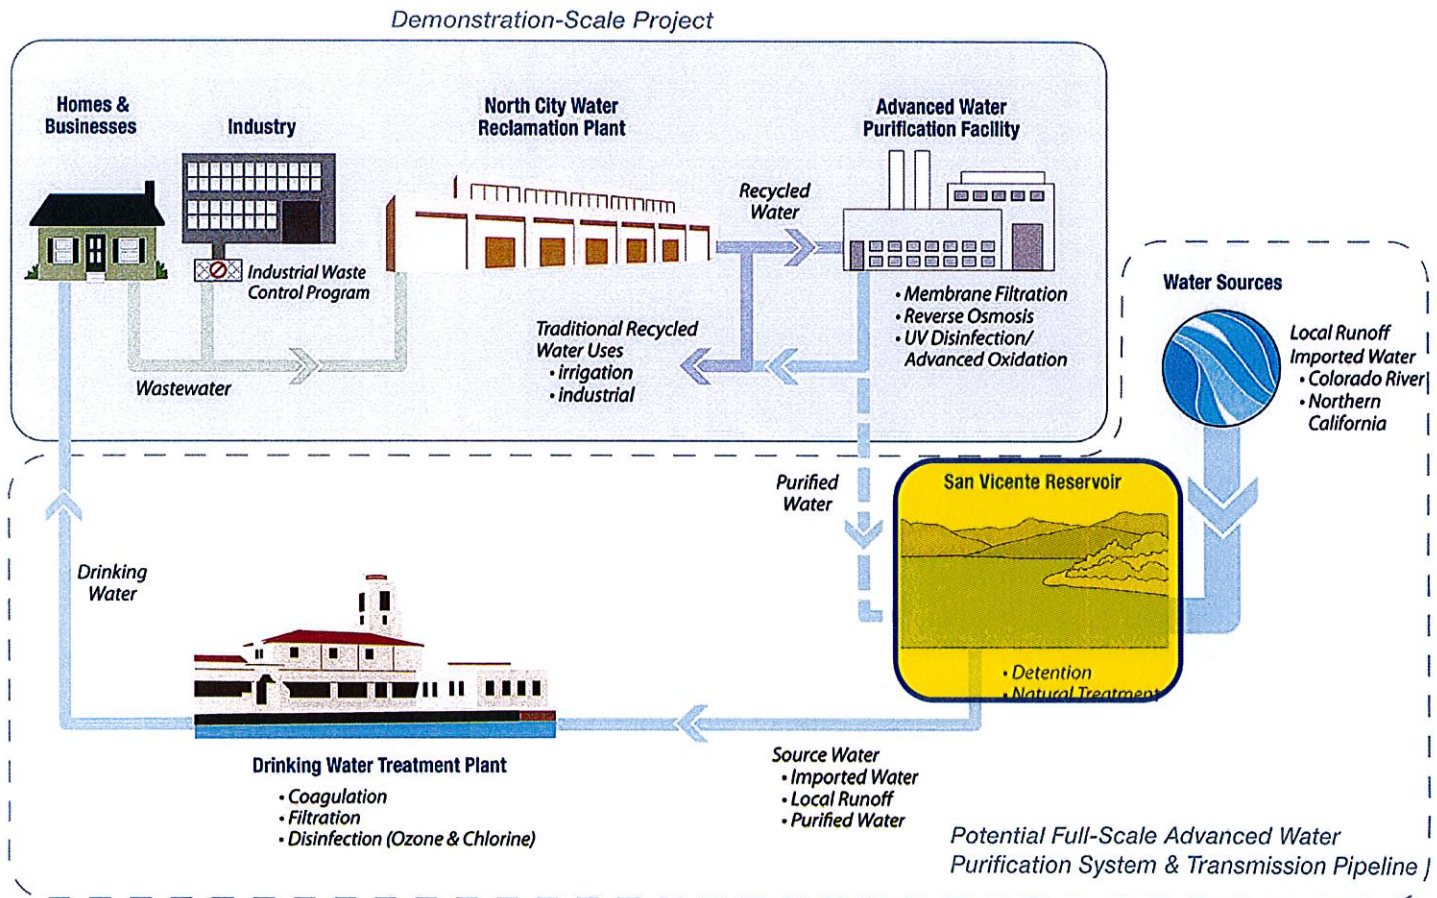 Demonstration-Scale Project
Homes &
Businesses
Industry
North City Water
Reclamation Plant
Advanced Water
Purification Facility
Recycled
Water
Industrial Waste
Control Program
Wastewater
Traditional Recycled
Water Uses
• irrigation
• industrial
• Membrane Filtration
• Reverse Osmosis
• UV Disinfection/
Advanced Oxidation
Water Sources
Local Runoff
Imported Water
• Colorado River
• Northern
California
Purified
Water
San Vicente Reservoir
• Detention
• Natural Treatment
Drinking
Water
Drinking Water Treatment Plant
• Coagulation
• Filtration
• Disinfection (Ozone & Chlorine)
Source Water
• Imported Water
• Local Runoff
• Purified Water
Potential Full-Scale Advanced Water
Purification System & Transmission Pipeline